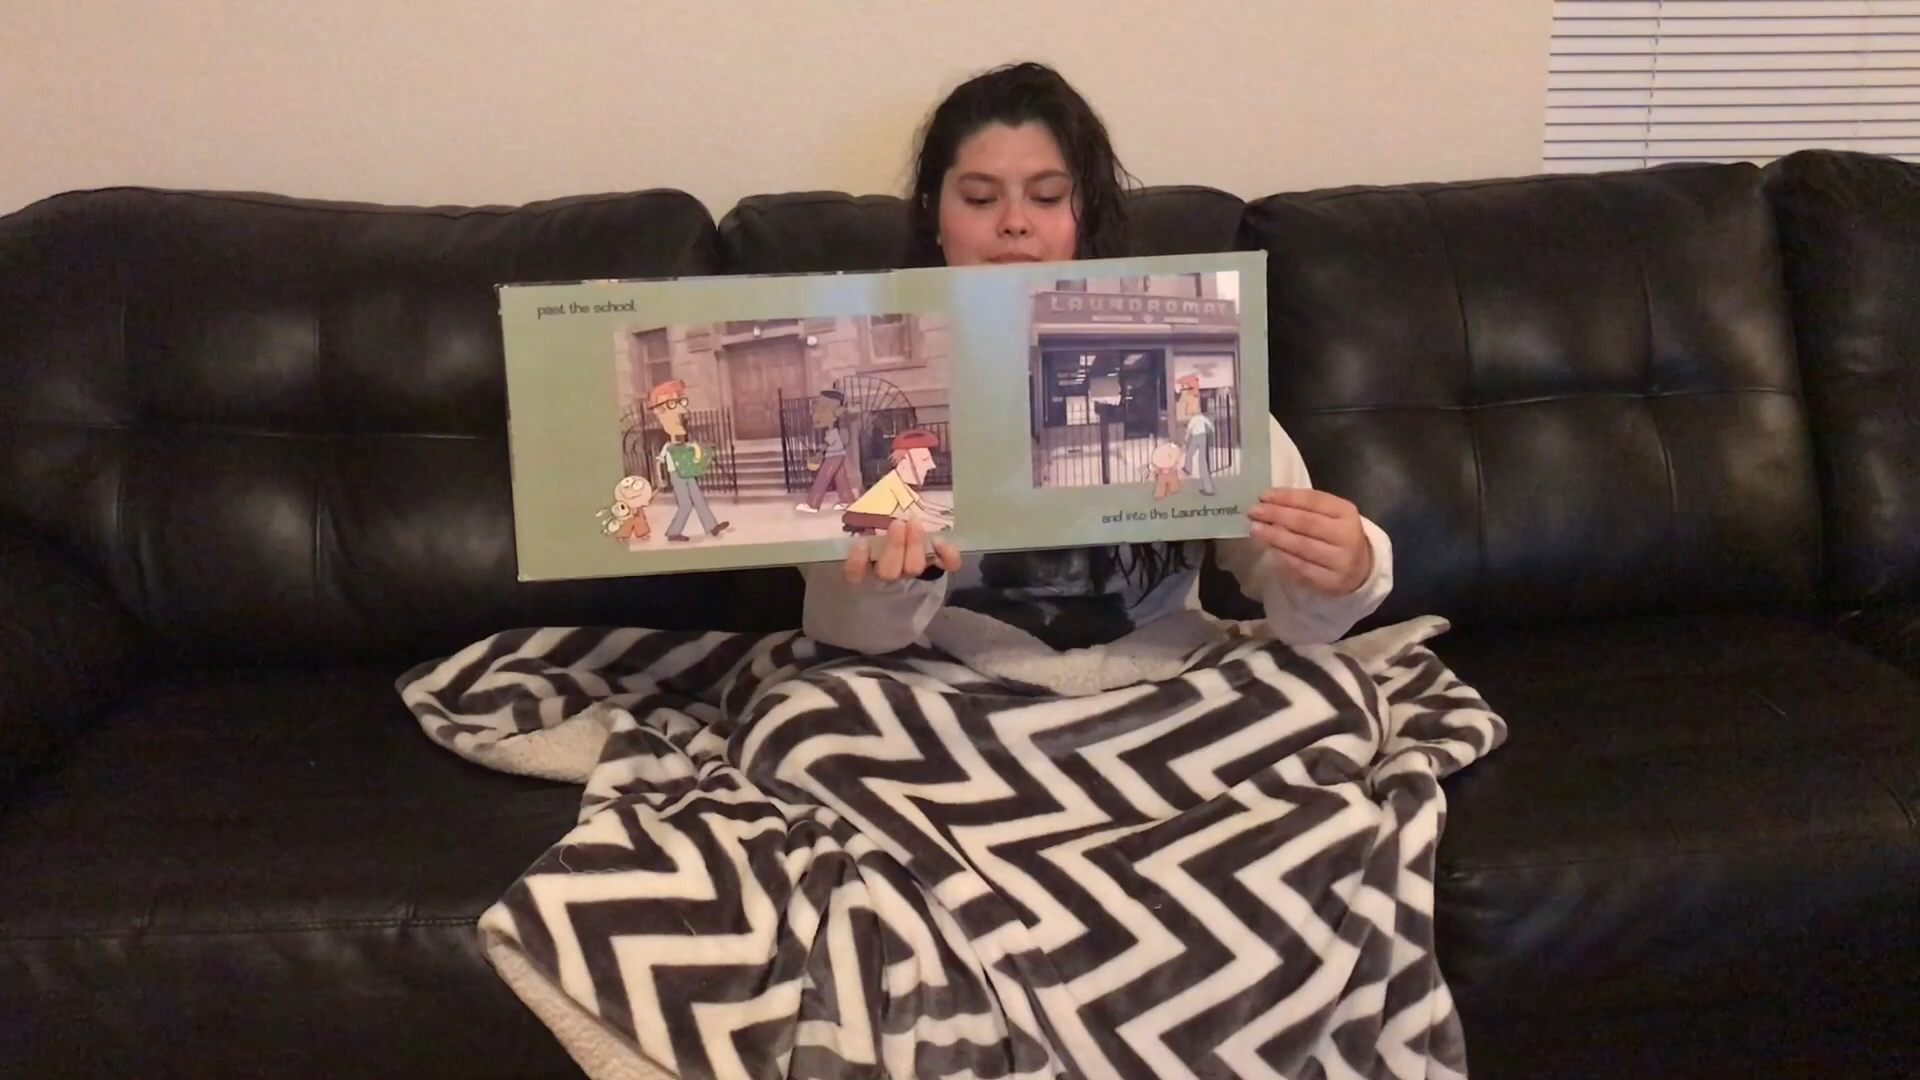 past the school,
LAUNDROMAT
and into the Laundromat.